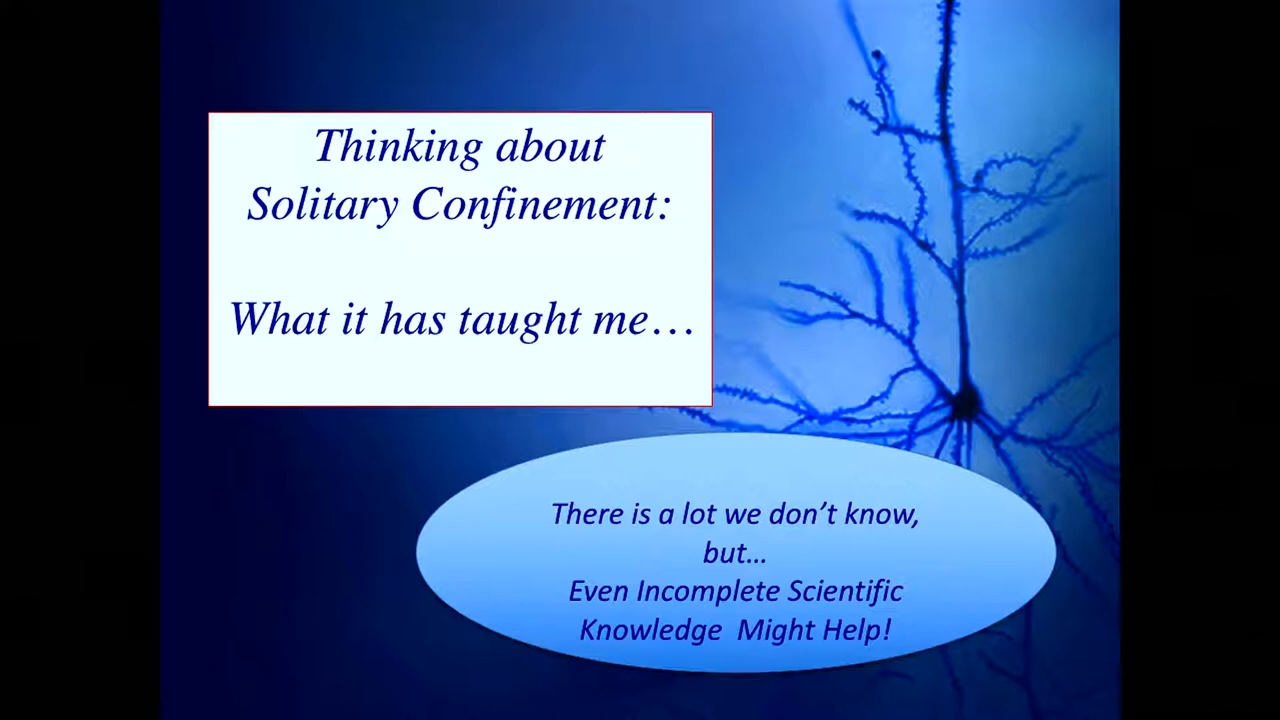 Thinking about
Solitary Confinement:
What it has taught me…
There is a lot we don’t know,
but…
Even Incomplete Scientific
Knowledge Might Help!